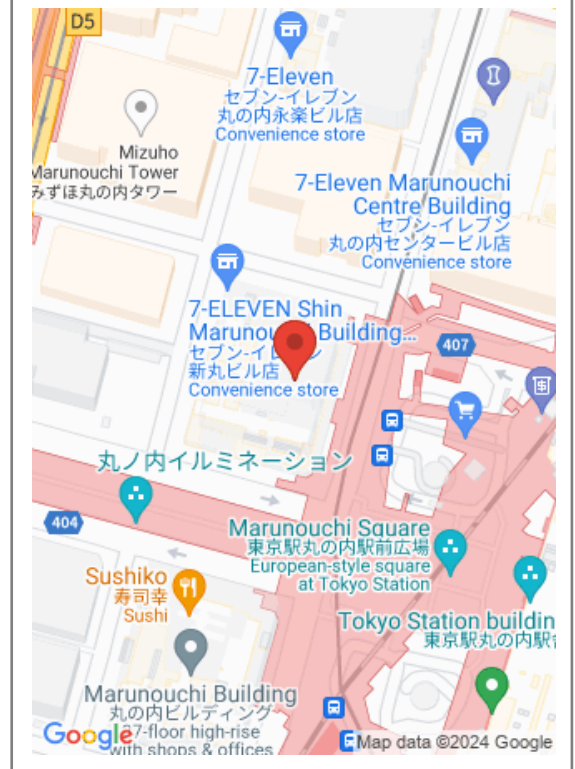 D5
7-Eleven
セブン-イレブン
丸の内永楽ビル店
Convenience store
Mizuho
Marunouchi Tower
みずほ丸の内タワー
7-Eleven Marunouchi
Centre Building
セブン-イレブン
丸の内センタービル店
Convenience store
7-ELEVEN Shin
Building...
新丸ビル店
Convenience store
407
丸ノ内イルミネーション
404
Marunouchi Square
東京駅丸の内駅前広場
European-style square
at Tokyo Station
Sushiko
寿司幸
Sushi
Tokyo Station
東京駅丸の内
Marunouchi Building
丸の内ビルディング
-floor high-rise
with shops & offices
Google
Map data ©2024 Google